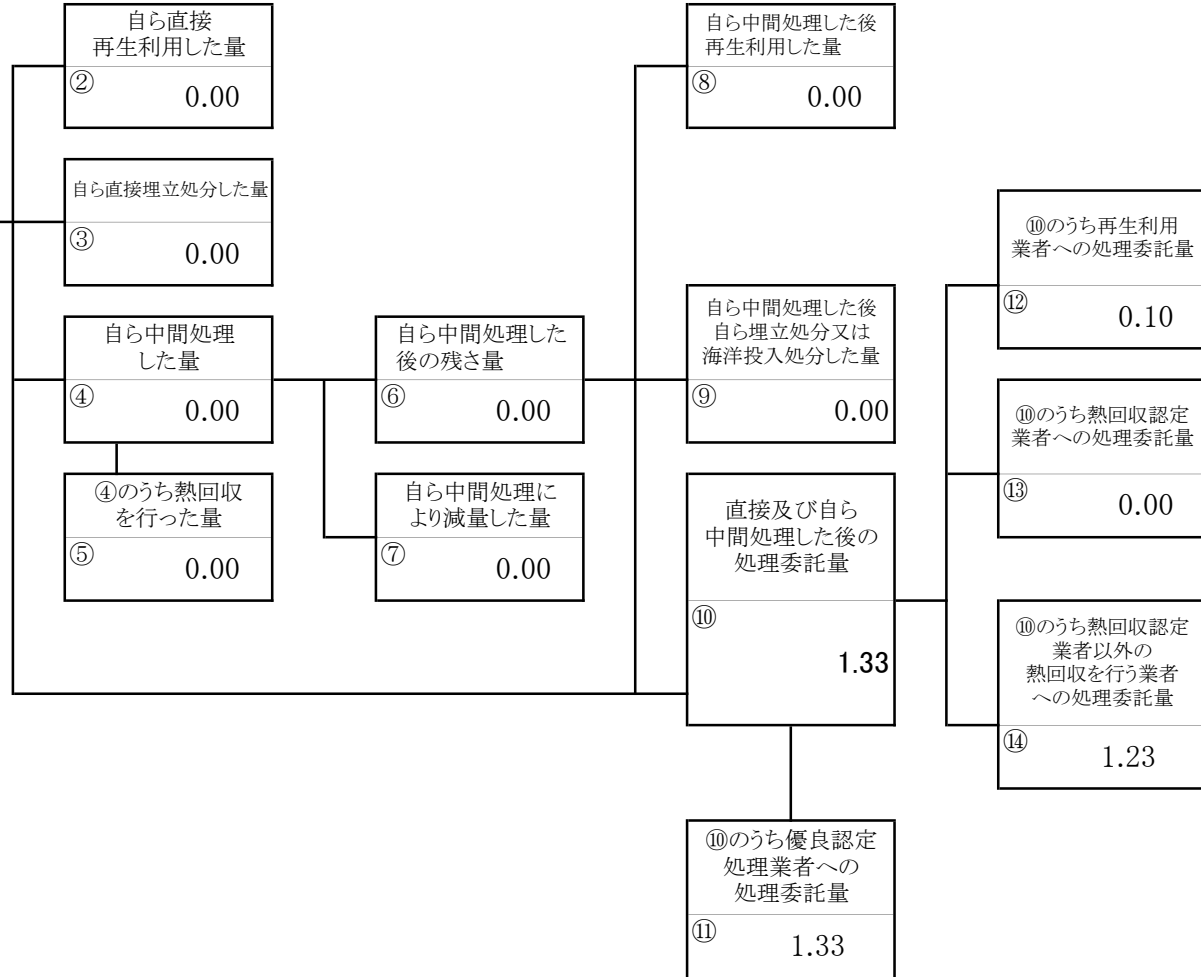 自ら直接
再生利用した量
②
0.00
自ら直接埋立処分した量
③
0.00
自ら中間処理
した量
④
0.00
④のうち熱回収
を行った量
⑤
0.00
自ら中間処理した
後の残さ量
⑥
0.00
自ら中間処理に
より減量した量
⑦
0.00
自ら中間処理した後
再生利用した量
⑧
0.00
自ら中間処理した後
自ら埋立処分又は
海洋投入処分した量
⑨
0.00
直接及び自ら
中間処理した後の
処理委託量
⑩
1.33
⑩のうち優良認定
処理業者への
処理委託量
⑪
1.33
⑩のうち再生利用
業者への処理委託量
⑫
0.10
⑩のうち熱回収認定
業者への処理委託量
⑬
0.00
⑩のうち熱回収認定
業者以外の
熱回収を行う業者
への処理委託量
⑭
1.23